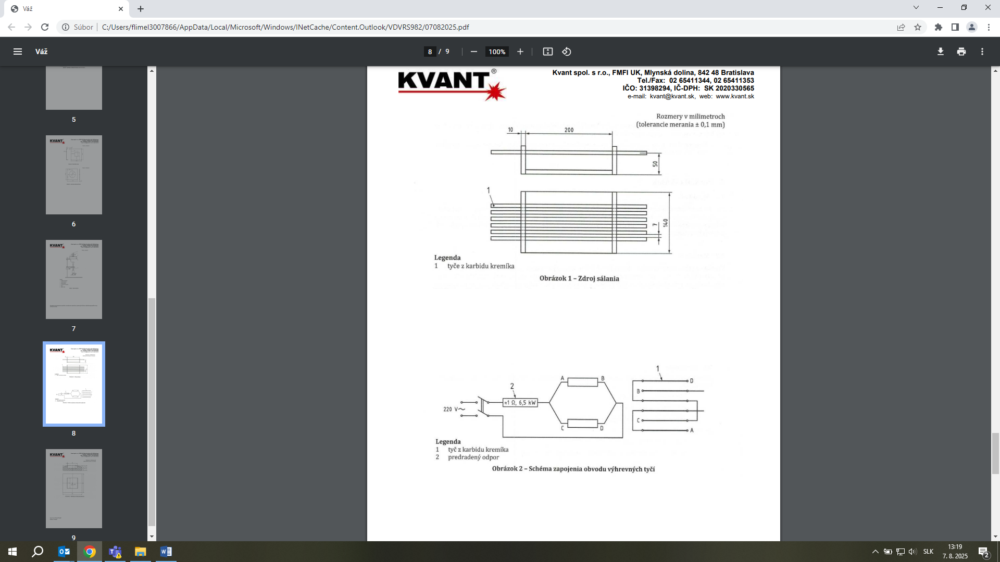 Váž
Súbor
C:/Users/flimel3007866/AppData/Local/Microsoft/Windows/INetCache/Content.Outlook/VDVRS982/07082025.pdf
Váž
8 / 9
100%
5
6
7
8
9
KVANT®
Kvant spol. s r.o., FMFI UK, Mlynská dolina, 842 48 Bratislava
Tel./Fax: 02 65411344, 02 65411353
IČO: 31398294, IČ-DPH: SK 2020330565
e-mail: kvant@kvant.sk, web: www.kvant.sk
Rozmery v milimetroch
(tolerancie merania ± 0,1 mm)
10
200
50
1
7
140
Legenda
1 tyče z karbidu kremíka
Obrázok 1 – Zdroj sálania
A
B
2
≈1 Ω, 6,5 kW
220 V~
C
D
1
D
B
C
A
Legenda
1 tyč z karbidu kremíka
2 predradený odpor
Obrázok 2 – Schéma zapojenia obvodu výhrevných tyčí
SLK
13:19
7. 8. 2025
2